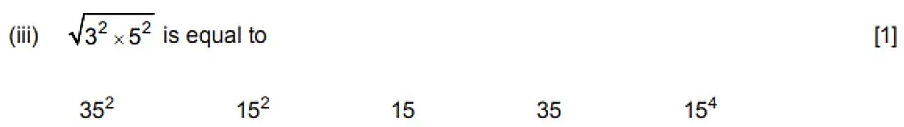 (iii) √3² × 5² is equal to [1]
35² 15² 15 35 15⁴